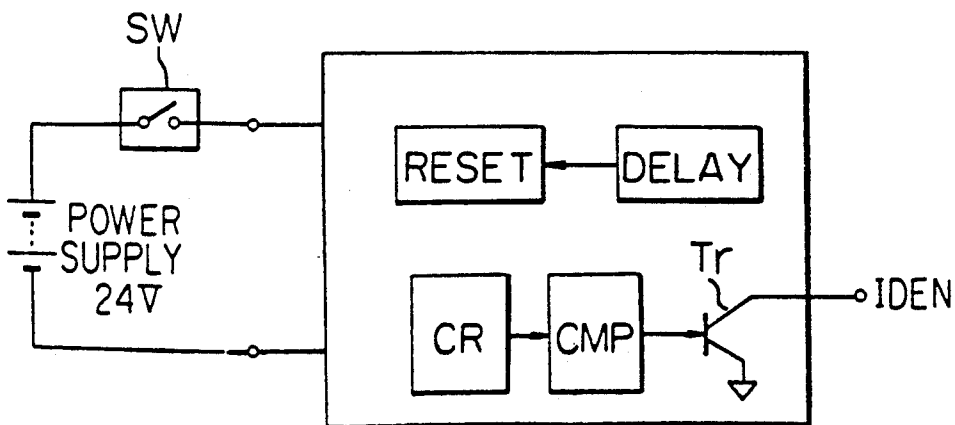 SW
POWER
SUPPLY
24V
RESET
DELAY
CR
CMP
Tr
IDEN